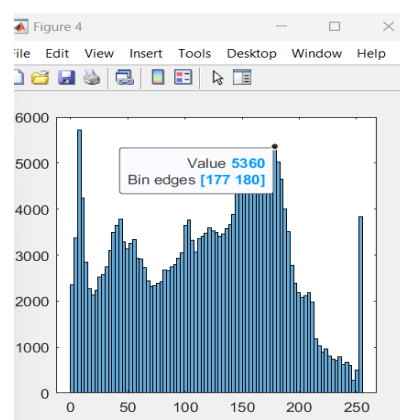 Figure 4
File Edit View Insert Tools Desktop Window Help
6000
5000
4000
3000
2000
1000
0
Value 5360
Bin edges [177 180]
0 50 100 150 200 250